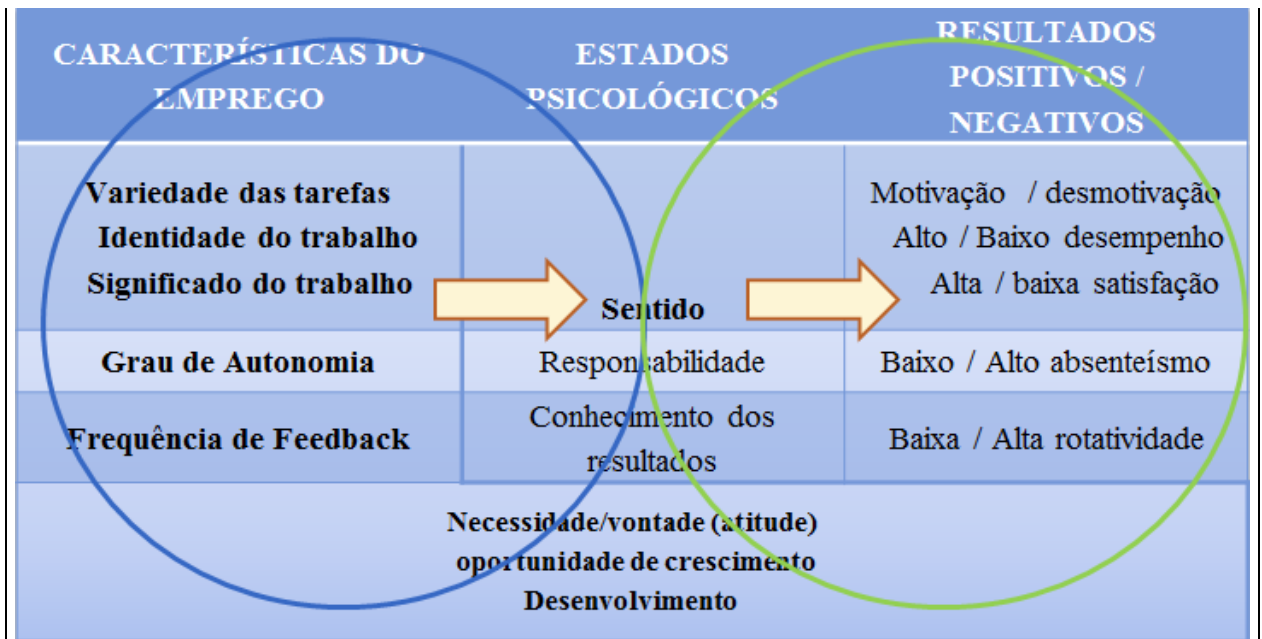 CARACTERÍSTICAS DO
EMPREGO
ESTADOS
PSICOLÓGICOS
RESULTADOS
POSITIVOS /
NEGATIVOS
Variedade das tarefas
Identidade do trabalho
Significado do trabalho
Sentido
Motivação / desmotivação
Alto / Baixo desempenho
Alta / baixa satisfação
Grau de Autonomia
Responsabilidade
Baixo / Alto absenteísmo
Frequência de Feedback
Conhecimento dos
resultados
Baixa / Alta rotatividade
Necessidade/vontade (atitude)
oportunidade de crescimento
Desenvolvimento